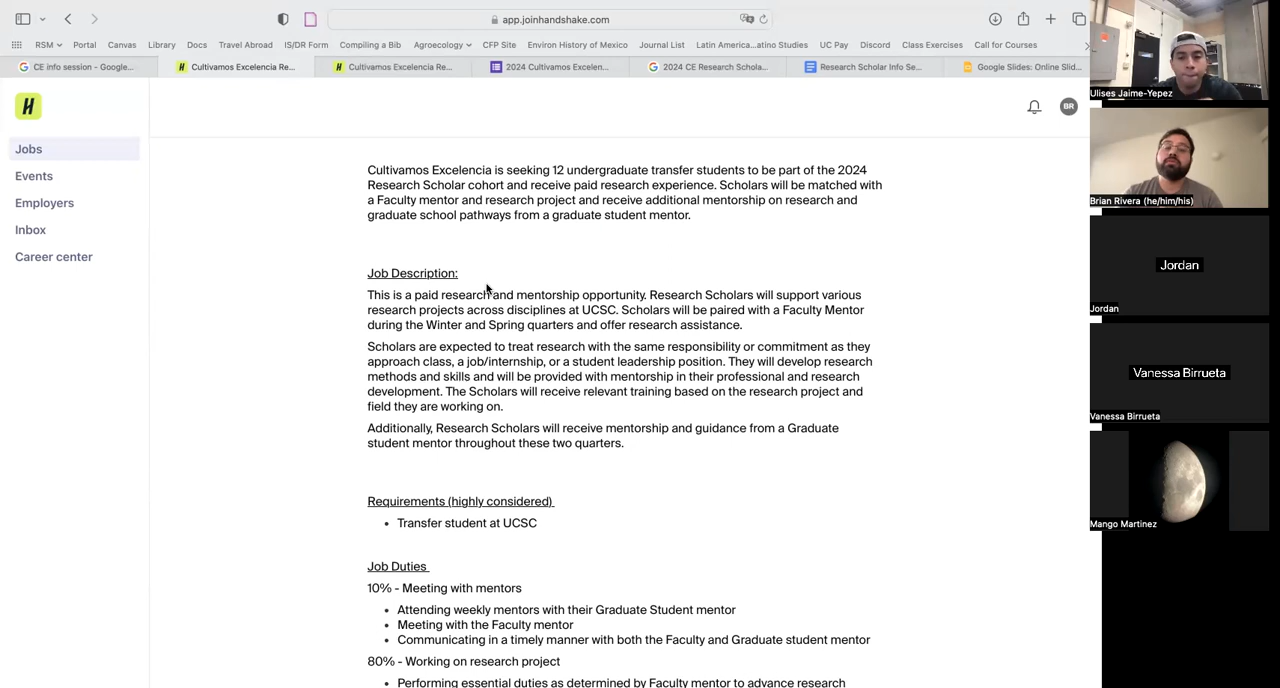 app.joinhandshake.com
RSM
Portal
Canvas
Library
Docs
Travel Abroad
IS/DR Form
Compiling a Bib
Agroecology
CFP Site
Environ History of Mexico
Journal List
Latin America...atino Studies
UC Pay
Discord
Class Exercises
Call for Courses
CE info session - Google...
Cultivamos Excelencia Re...
Cultivamos Excelencia Re...
2024 Cultivamos Excelen...
2024 CE Research Schola...
Research Scholar Info Se...
Google Slides: Online Slid...
H
BR
Jobs
Events
Employers
Inbox
Career center
Cultivamos Excelencia is seeking 12 undergraduate transfer students to be part of the 2024
Research Scholar cohort and receive paid research experience. Scholars will be matched with
a Faculty mentor and research project and receive additional mentorship on research and
graduate school pathways from a graduate student mentor.
Job Description:
This is a paid research and mentorship opportunity. Research Scholars will support various
research projects across disciplines at UCSC. Scholars will be paired with a Faculty Mentor
during the Winter and Spring quarters and offer research assistance.
Scholars are expected to treat research with the same responsibility or commitment as they
approach class, a job/internship, or a student leadership position. They will develop research
methods and skills and will be provided with mentorship in their professional and research
development. The Scholars will receive relevant training based on the research project and
field they are working on.
Additionally, Research Scholars will receive mentorship and guidance from a Graduate
student mentor throughout these two quarters.
Requirements (highly considered)
• Transfer student at UCSC
Job Duties
10% - Meeting with mentors
• Attending weekly mentors with their Graduate Student mentor
• Meeting with the Faculty mentor
• Communicating in a timely manner with both the Faculty and Graduate student mentor
80% - Working on research project
• Performing essential duties as determined by Faculty mentor to advance research
Ulises Jaime-Yepez
Brian Rivera (he/him/his)
Jordan
Jordan
Vanessa Birrueta
Vanessa Birrueta
Mango Martinez